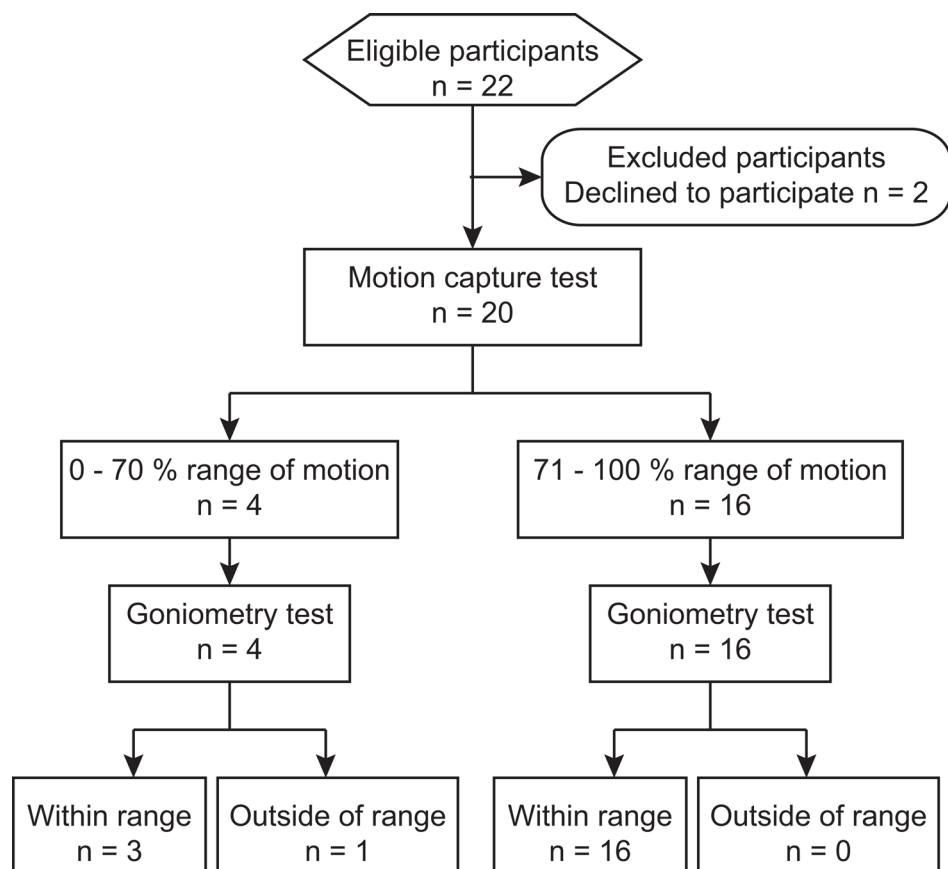 Eligible participants
n = 22
Excluded participants
Declined to participate n = 2
Motion capture test
n = 20
0 - 70 % range of motion
n = 4
71 - 100 % range of motion
n = 16
Goniometry test
n = 4
Goniometry test
n = 16
Within range
n = 3
Outside of range
n = 1
Within range
n = 16
Outside of range
n = 0